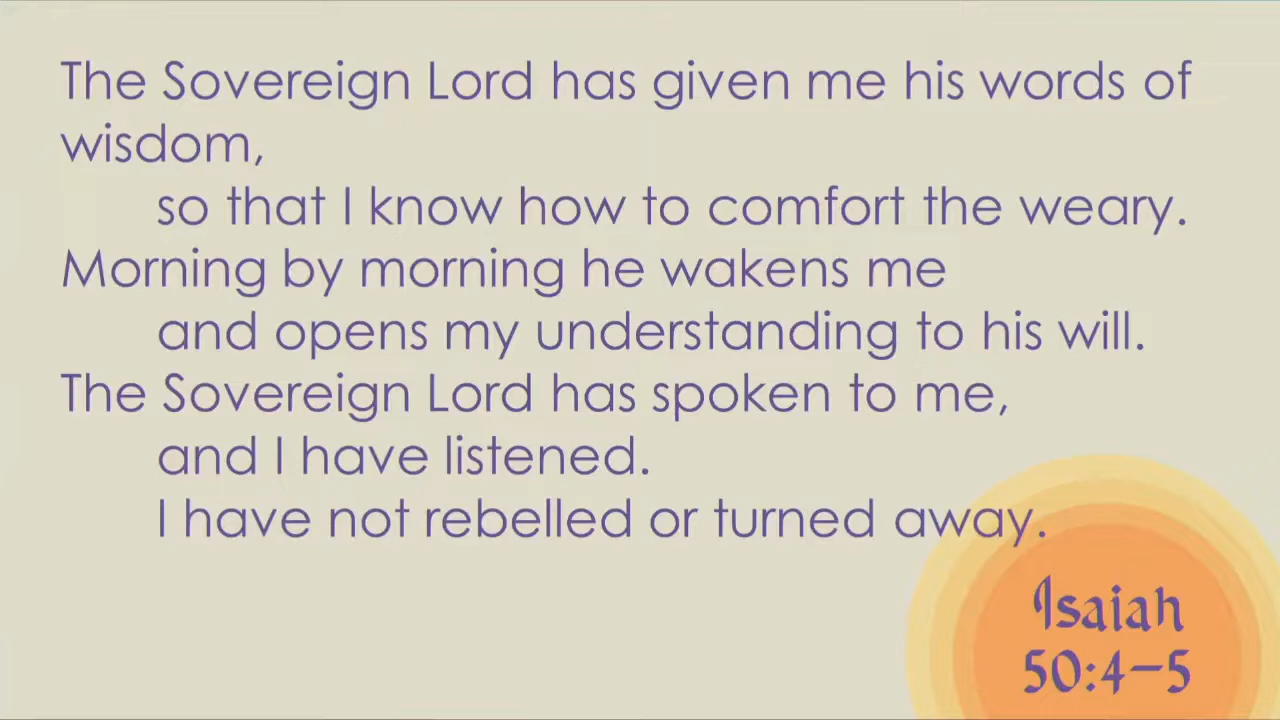 The Sovereign Lord has given me his words of
wisdom,
so that I know how to comfort the weary.
Morning by morning he wakens me
and opens my understanding to his will.
The Sovereign Lord has spoken to me,
and I have listened.
I have not rebelled or turned away.
Isaiah
50:4–5